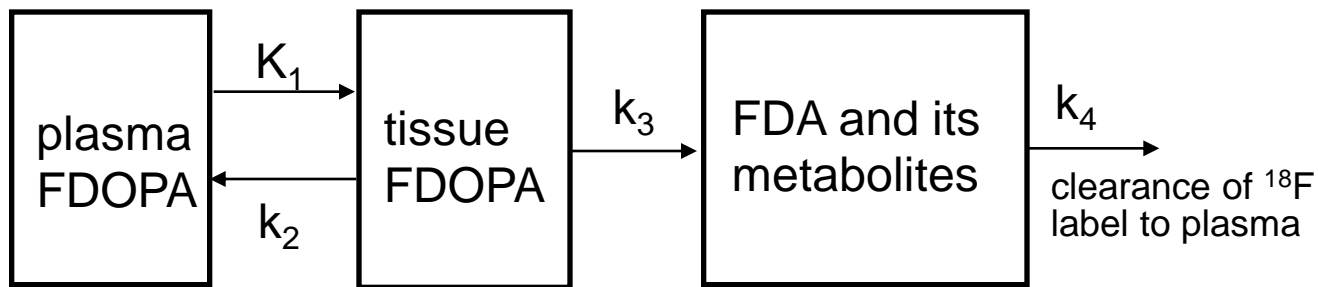 K₁
plasma
FDOPA
k₂
tissue
FDOPA
k₃
FDA and its
metabolites
k₄
clearance of ¹⁸F
label to plasma